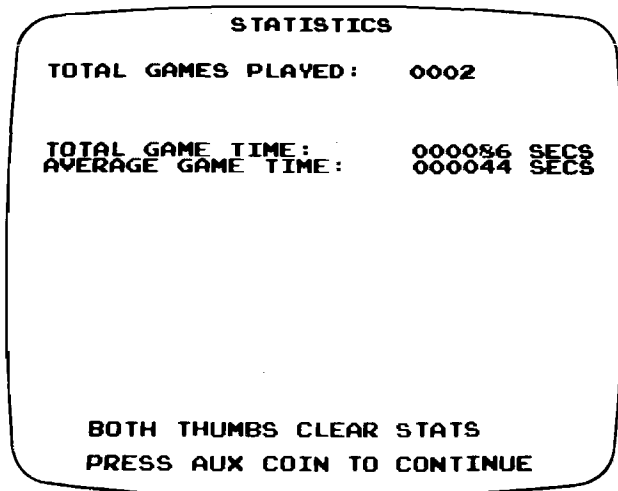 STATISTICS
TOTAL GAMES PLAYED: 0002
TOTAL GAME TIME: 000086 SECS
AVERAGE GAME TIME: 000044 SECS
BOTH THUMBS CLEAR STATS
PRESS AUX COIN TO CONTINUE